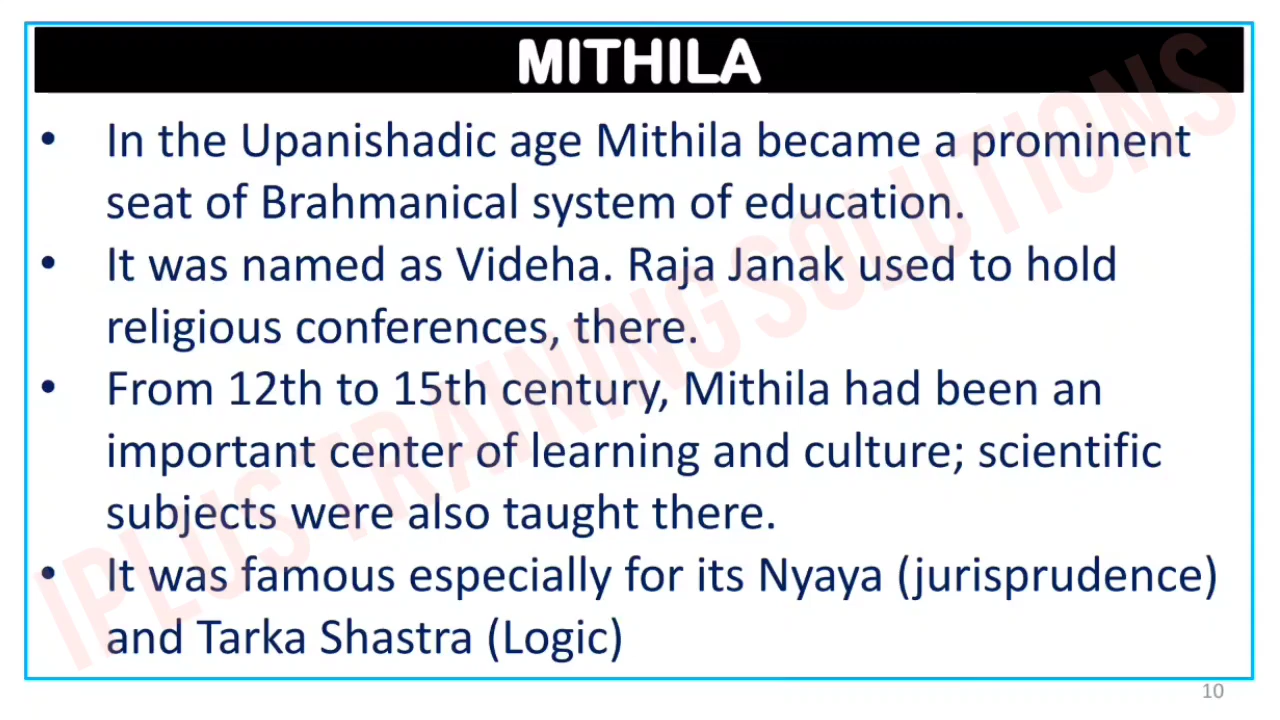 MITHILA
• In the Upanishadic age Mithila became a prominent
seat of Brahmanical system of education.
• It was named as Videha. Raja Janak used to hold
religious conferences, there.
• From 12th to 15th century, Mithila had been an
important center of learning and culture; scientific
subjects were also taught there.
• It was famous especially for its Nyaya (jurisprudence)
and Tarka Shastra (Logic)
IPLUS TRAINING SOLUTIONS
10